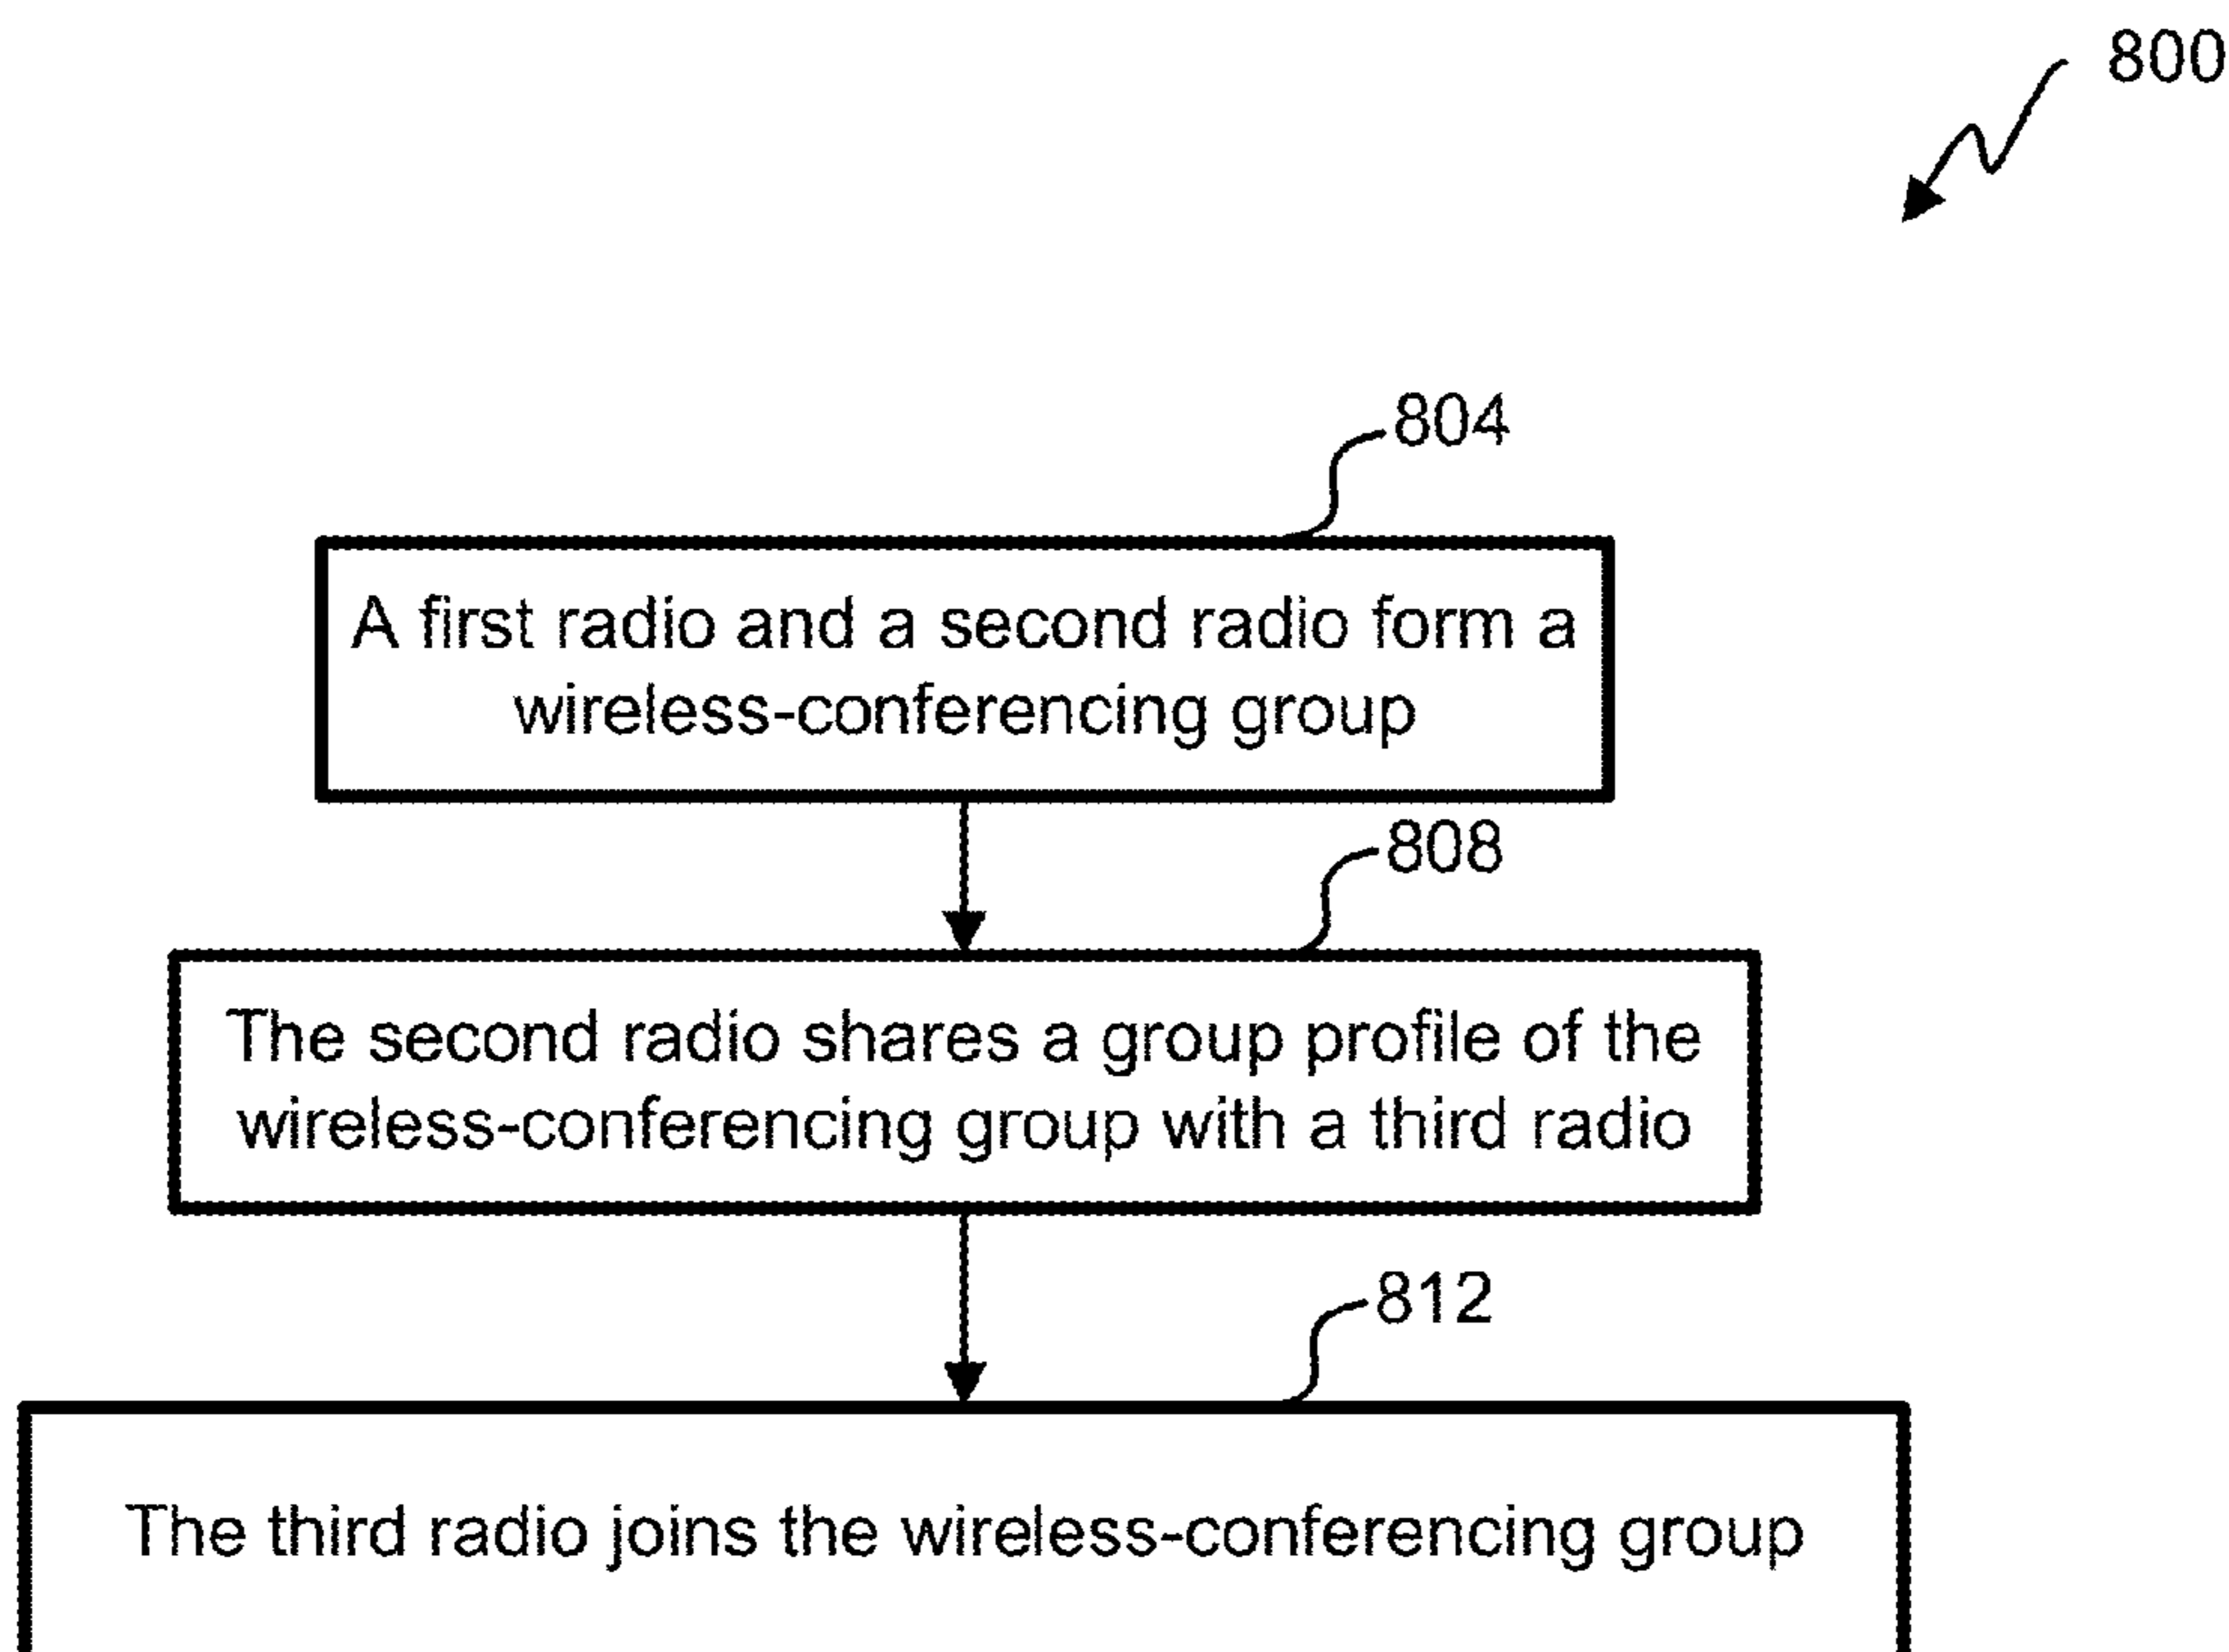 800
804
A first radio and a second radio form a
wireless-conferencing group
808
The second radio shares a group profile of the
wireless-conferencing group with a third radio
812
The third radio joins the wireless-conferencing group